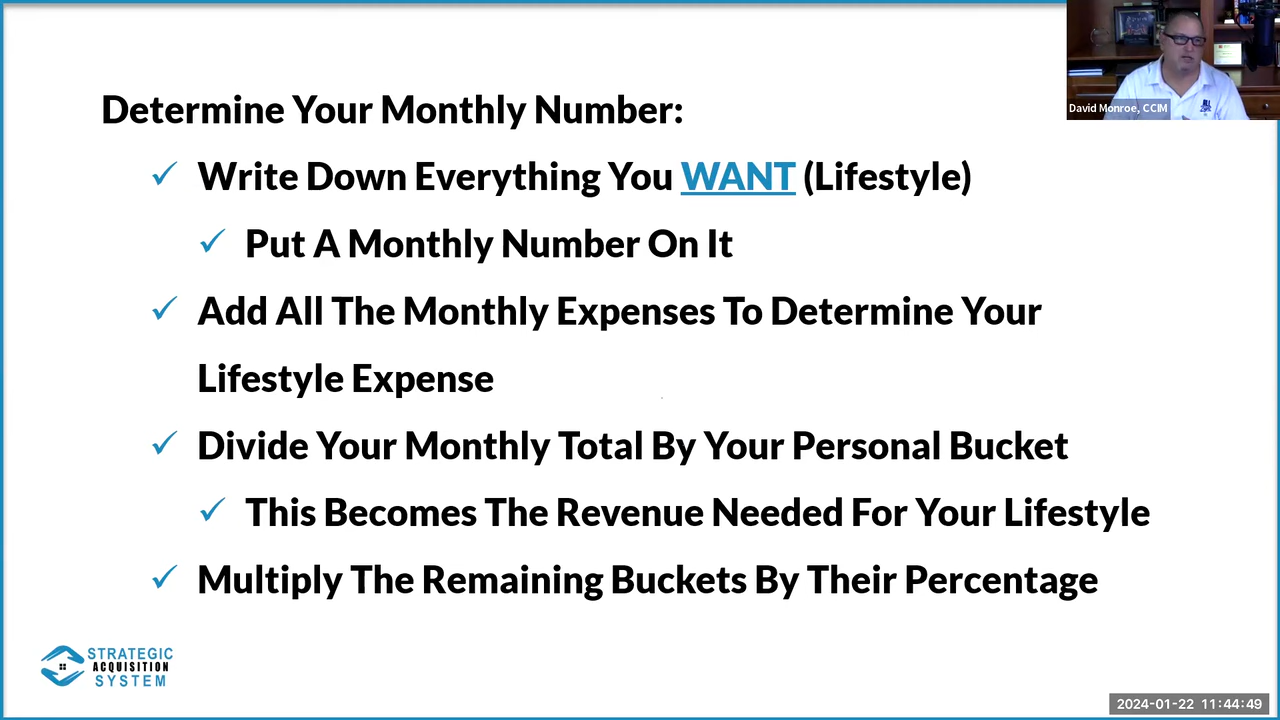 Determine Your Monthly Number:
Write Down Everything You WANT (Lifestyle)
Put A Monthly Number On It
Add All The Monthly Expenses To Determine Your
Lifestyle Expense
Divide Your Monthly Total By Your Personal Bucket
This Becomes The Revenue Needed For Your Lifestyle
Multiply The Remaining Buckets By Their Percentage
David Monroe, CCIM
STRATEGIC
ACQUISITION
SYSTEM
2024-01-22 11:44:49